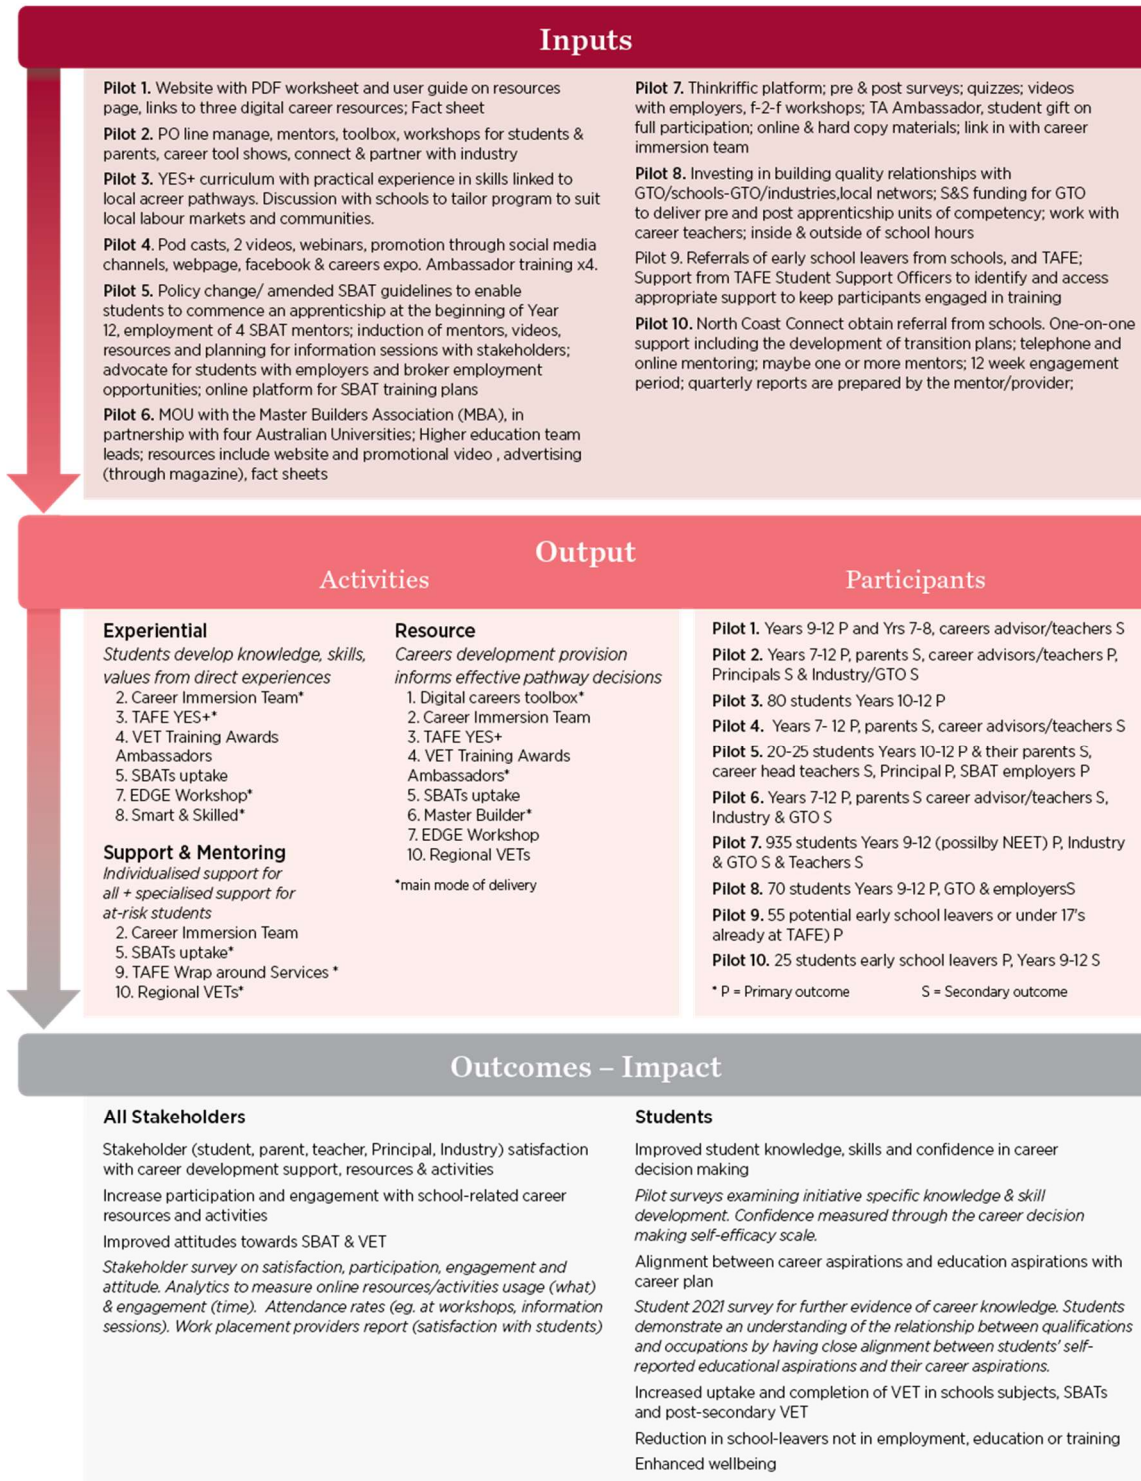 Inputs
Pilot 1. Website with PDF worksheet and user guide on resources
page, links to three digital career resources; Fact sheet
Pilot 2. PO line manage, mentors, toolbox, workshops for students &
parents, career tool shows, connect & partner with industry
Pilot 3. YES+ curriculum with practical experience in skills linked to
local acreer pathways. Discussion with schools to tailor program to suit
local labour markets and communities.
Pilot 4. Pod casts, 2 videos, webinars, promotion through social media
channels, webpage, facebook & careers expo. Ambassador training x4.
Pilot 5. Policy change/ amended SBAT guidelines to enable
students to commence an apprenticship at the beginning of Year
12, employment of 4 SBAT mentors; induction of mentors, videos,
resources and planning for information sessions with stakeholders;
advocate for students with employers and broker employment
opportunities; online platform for SBAT training plans
Pilot 6. MOU with the Master Builders Association (MBA), in
partnership with four Australian Universities; Higher education team
leads; resources include website and promotional video , advertising
(through magazine), fact sheets
Pilot 7. Thinkriffic platform; pre & post surveys; quizzes; videos
with employers, f-2-f workshops; TA Ambassador, student gift on
full participation; online & hard copy materials; link in with career
immersion team
Pilot 8. Investing in building quality relationships with
GTO/schools-GTO/industries,local networs; S&S funding for GTO
to deliver pre and post apprenticship units of competency; work with
career teachers; inside & outside of school hours
Pilot 9. Referrals of early school leavers from schools, and TAFE;
Support from TAFE Student Support Officers to identify and access
appropriate support to keep participants engaged in training
Pilot 10. North Coast Connect obtain referral from schools. One-on-one
support including the development of transition plans; telephone and
online mentoring; maybe one or more mentors; 12 week engagement
period; quarterly reports are prepared by the mentor/provider;
Output
Activities
Participants
Experiential
Students develop knowledge, skills,
values from direct experiences
2. Career Immersion Team*
3. TAFE YES+*
4. VET Training Awards
Ambassadors
5. SBATs uptake
7. EDGE Workshop*
8. Smart & Skilled*
Support & Mentoring
Individualised support for
all + specialised support for
at-risk students
2. Career Immersion Team
5. SBATs uptake*
9. TAFE Wrap around Services *
10. Regional VETs*
Resource
Careers development provision
informs effective pathway decisions
1. Digital careers toolbox*
2. Career Immersion Team
3. TAFE YES+
4. VET Training Awards
Ambassadors*
5. SBATs uptake
6. Master Builder*
7. EDGE Workshop
10. Regional VETs
*main mode of delivery
Pilot 1. Years 9-12 P and Yrs 7-8, careers advisor/teachers S
Pilot 2. Years 7-12 P, parents S, career advisors/teachers P,
Principals S & Industry/GTO S
Pilot 3. 80 students Years 10-12 P
Pilot 4. Years 7- 12 P, parents S, career advisors/teachers S
Pilot 5. 20-25 students Years 10-12 P & their parents S,
career head teachers S, Principal P, SBAT employers P
Pilot 6. Years 7-12 P, parents S career advisor/teachers S,
Industry & GTO S
Pilot 7. 935 students Years 9-12 (possilby NEET) P, Industry
& GTO S & Teachers S
Pilot 8. 70 students Years 9-12 P, GTO & employersS
Pilot 9. 55 potential early school leavers or under 17's
already at TAFE) P
Pilot 10. 25 students early school leavers P, Years 9-12 S
* P = Primary outcome S = Secondary outcome
Outcomes – Impact
All Stakeholders
Stakeholder (student, parent, teacher, Principal, Industry) satisfaction
with career development support, resources & activities
Increase participation and engagement with school-related career
resources and activities
Improved attitudes towards SBAT & VET
Stakeholder survey on satisfaction, participation, engagement and
attitude. Analytics to measure online resources/activities usage (what)
& engagement (time). Attendance rates (eg. at workshops, information
sessions). Work placement providers report (satisfaction with students)
Students
Improved student knowledge, skills and confidence in career
decision making
Pilot surveys examining initiative specific knowledge & skill
development. Confidence measured through the career decision
making self-efficacy scale.
Alignment between career aspirations and education aspirations with
career plan
Student 2021 survey for further evidence of career knowledge. Students
demonstrate an understanding of the relationship between qualifications
and occupations by having close alignment between students' self-
reported educational aspirations and their career aspirations.
Increased uptake and completion of VET in schools subjects, SBATs
and post-secondary VET
Reduction in school-leavers not in employment, education or training
Enhanced wellbeing